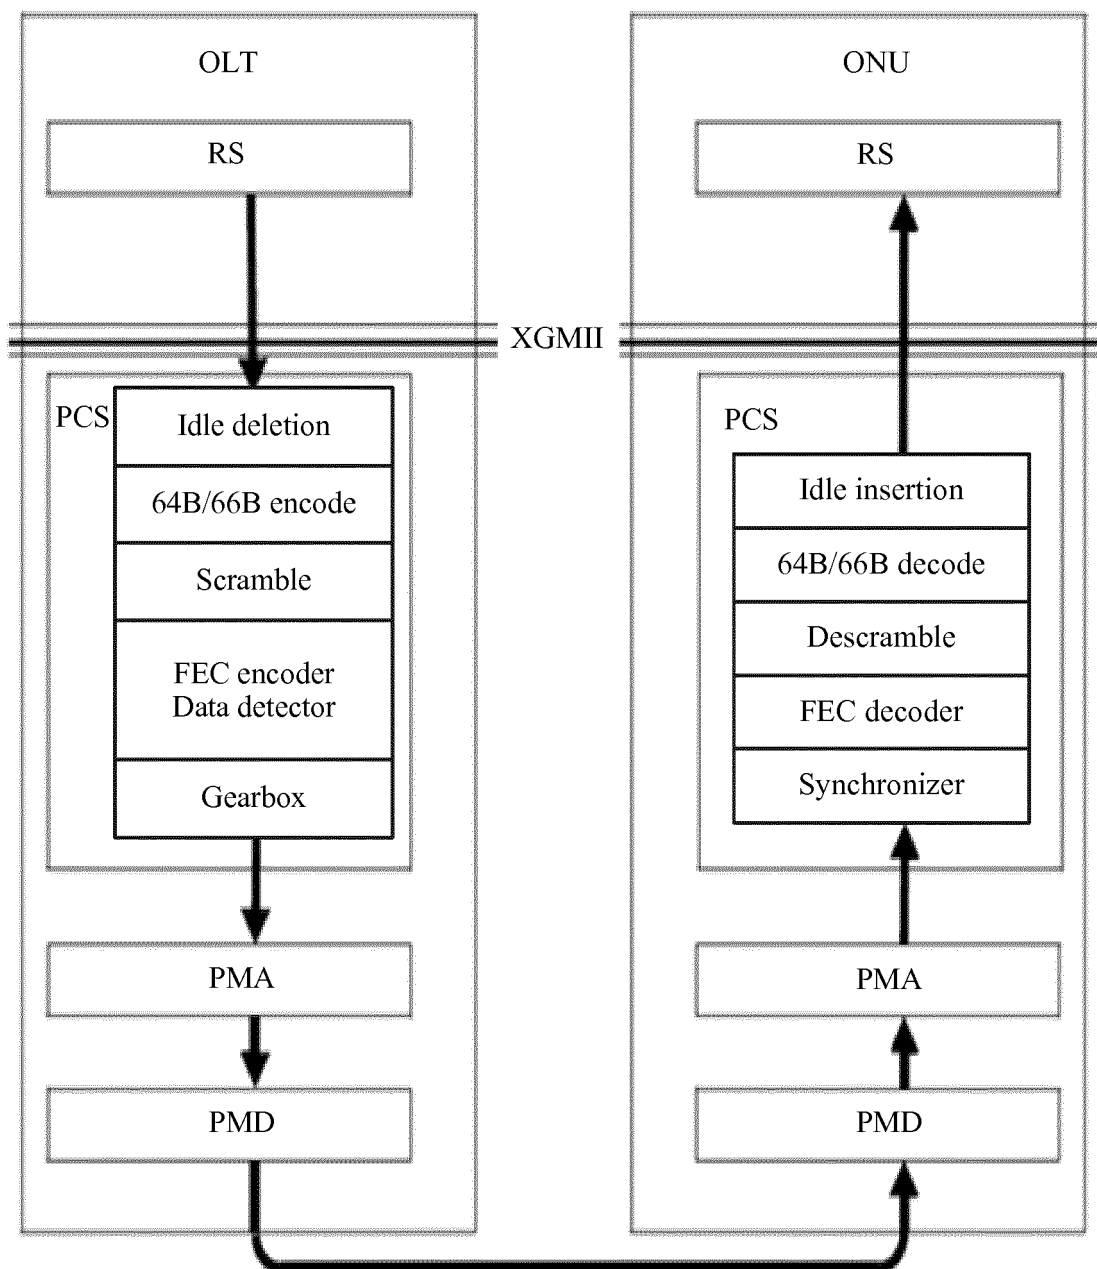 OLT
RS
XGMII
PCS
Idle deletion
64B/66B encode
Scramble
FEC encoder
Data detector
Gearbox
PMA
PMD
ONU
RS
PCS
Idle insertion
64B/66B decode
Descramble
FEC decoder
Synchronizer
PMA
PMD